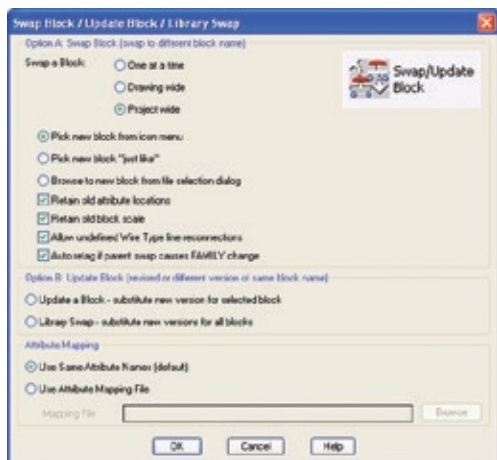 Swap Block / Update Block / Library Swap
Option A: Swap Block (swap to different block name)
Swap a Block:
One at a time
Drawing wide
Project wide
Swap/Update
Block
Pick new block from icon menu
Pick new block "just like"
Browse to new block from file selection dialog
Retain old attribute locations
Retain old block scale
Allow undefined Wire Type line reconnections
Auto retag if parent swap causes FAMILY change
Option B: Update Block (revised or different version of same block name)
Update a Block - substitute new version for selected block
Library Swap - substitute new versions for all blocks
Attribute Mapping
Use Same Attribute Names (default)
Use Attribute Mapping File
Mapping File
Browse
OK
Cancel
Help